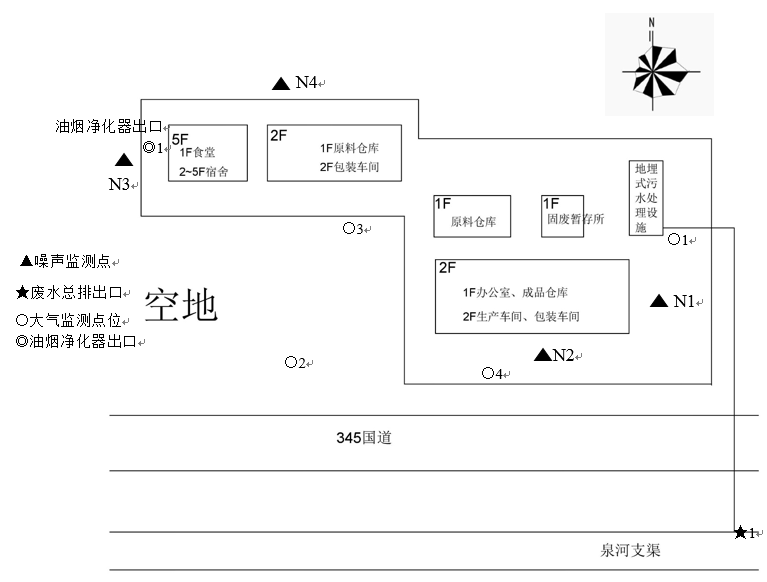 N
▲N4
油烟净化器出口
◎1
5F
1F食堂
2~5F宿舍
2F
1F原料仓库
2F包装车间
▲
N3
地埋
式污
水处
理设
施
1F
原料仓库
1F
固废暂存所
○3
○1
▲噪声监测点
★废水总排出口
○大气监测点位
◎油烟净化器出口
空地
2F
1F办公室、成品仓库
2F生产车间、包装车间
▲N1
▲N2
○2
○4
345国道
★1
泉河支渠